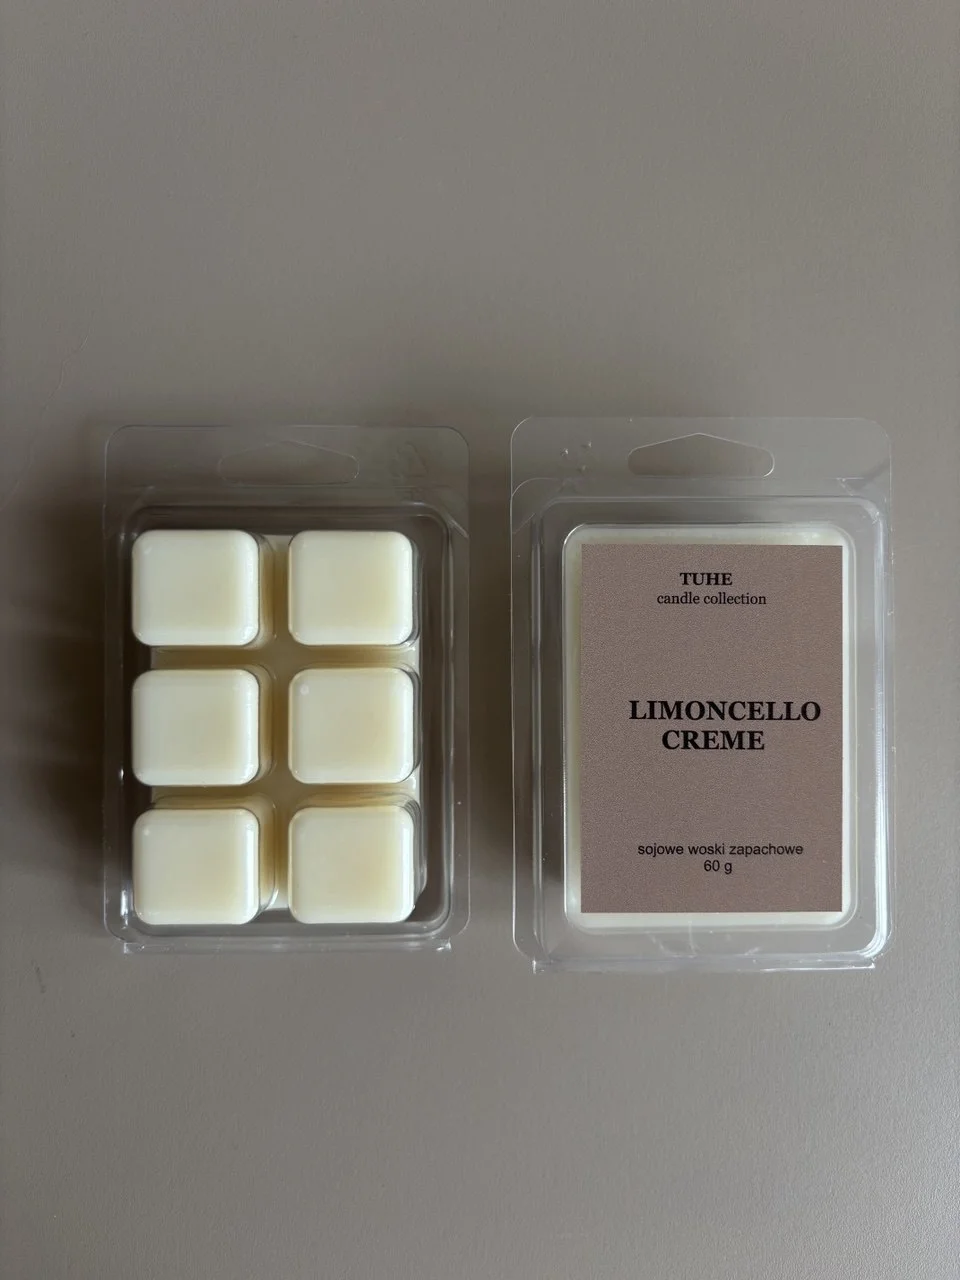 TUHE
candle collection
LIMONCELLO
CREME
sojowe woski zapachowe
60 g